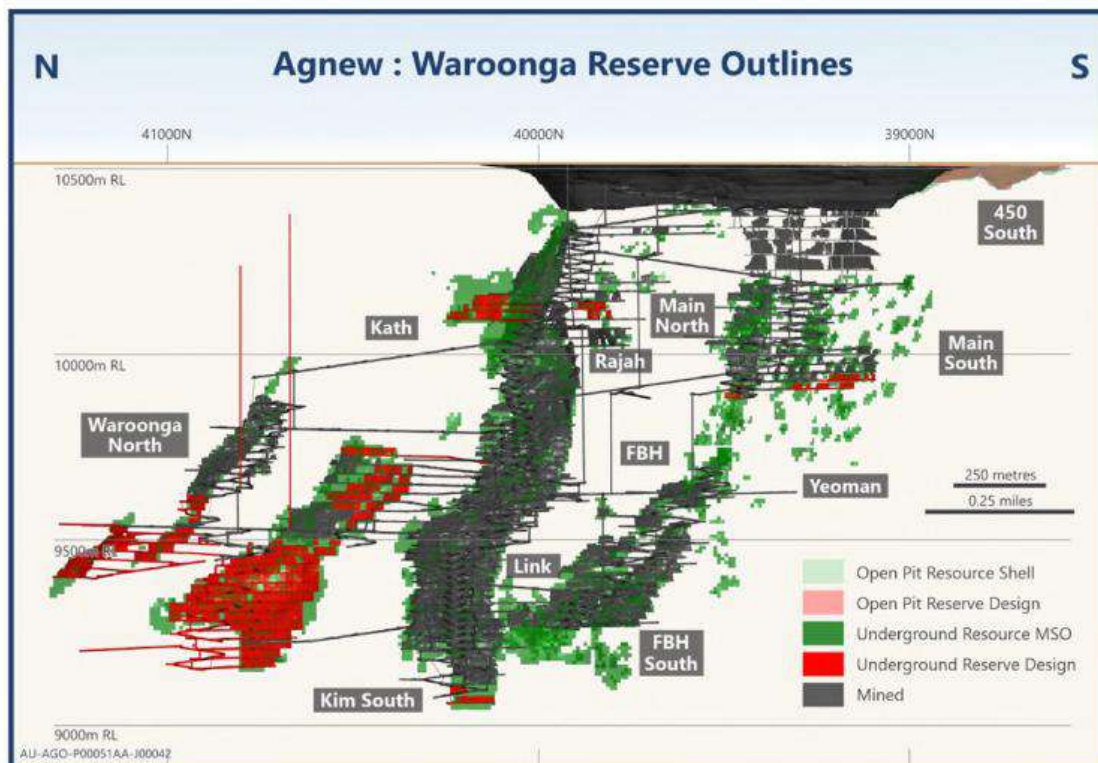 N
Agnew : Waroonga Reserve Outlines
S
41000N
40000N
39000N
10500m RL
450
South
Kath
Main
North
Rajah
Main
South
10000m RL
Waroonga
North
FBH
Yeoman
250 metres
0.25 miles
9500m RL
Link
Open Pit Resource Shell
Open Pit Reserve Design
Underground Resource MSO
Underground Reserve Design
Mined
FBH
South
Kim South
9000m RL
AU-AGO-P00051AA-J00042